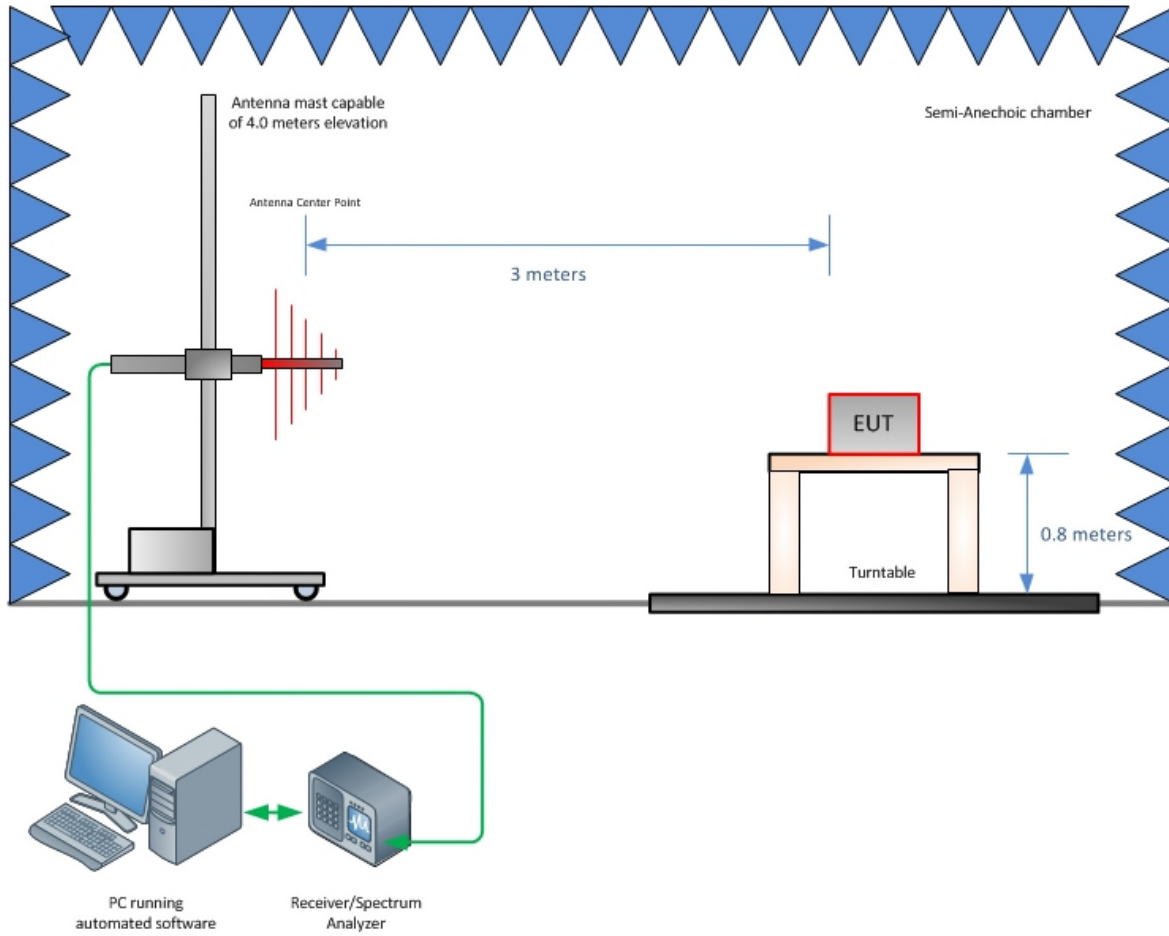 Antenna mast capable
of 4.0 meters elevation
Semi-Anechoic chamber
Antenna Center Point
3 meters
EUT
0.8 meters
Turntable
PC running
automated software
Receiver/Spectrum
Analyzer